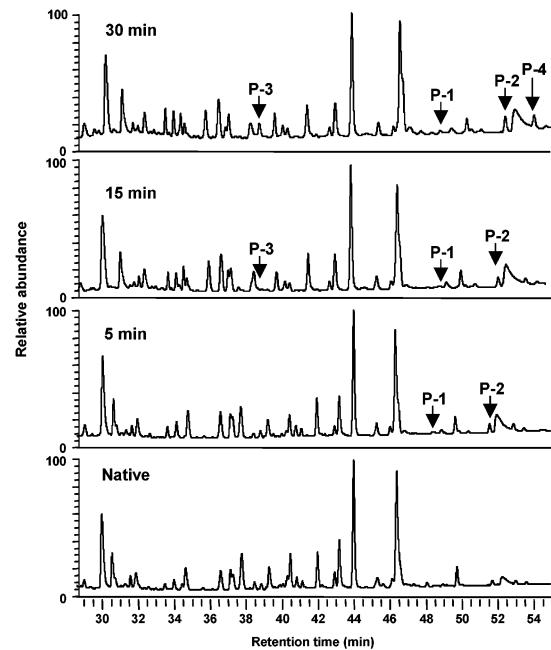 100
30 min
P-3
P-1
P-2
P-4
0
100
15 min
P-3
P-1
P-2
0
100
5 min
P-1
P-2
0
100
Native
0
Relative abundance
30 32 34 36 38 40 42 44 46 48 50 52 54
Retention time (min)